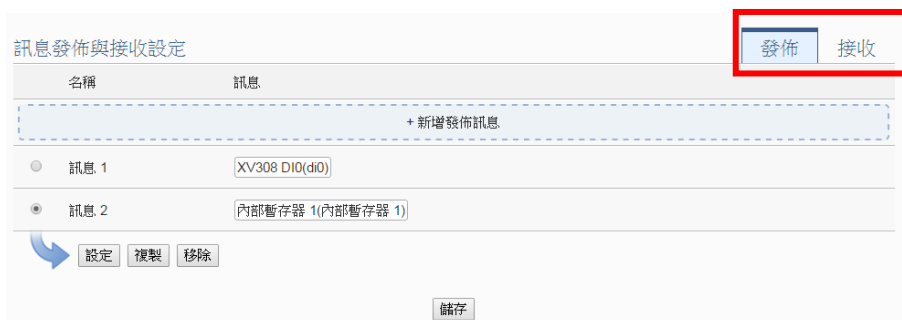 訊息發佈與接收設定 發佈 接收
名稱 訊息
+ 新增發佈訊息
訊息 1 XV308 DI0(di0)
訊息 2 內部暫存器 1(內部暫存器 1)
設定 複製 移除
儲存